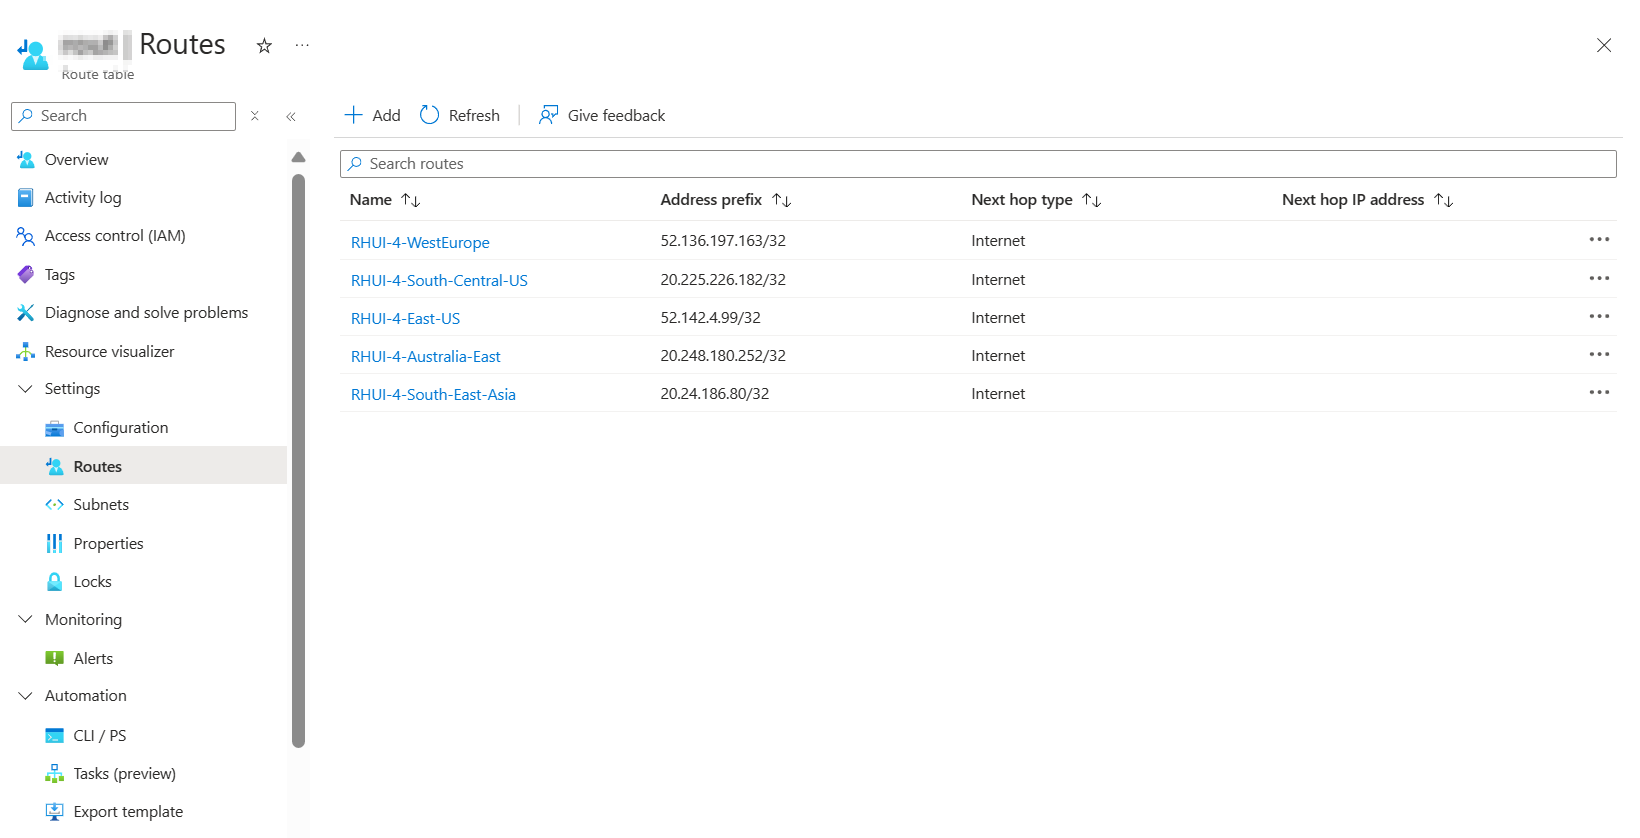 Routes
Route table
Search
Add
Refresh
Give feedback
Search routes
Overview
Activity log
Access control (IAM)
Tags
Diagnose and solve problems
Resource visualizer
Settings
Configuration
Routes
Subnets
Properties
Locks
Monitoring
Alerts
Automation
CLI / PS
Tasks (preview)
Export template
Name Address prefix Next hop type Next hop IP address
RHUI-4-WestEurope 52.136.197.163/32 Internet
RHUI-4-South-Central-US 20.225.226.182/32 Internet
RHUI-4-East-US 52.142.4.99/32 Internet
RHUI-4-Australia-East 20.248.180.252/32 Internet
RHUI-4-South-East-Asia 20.24.186.80/32 Internet